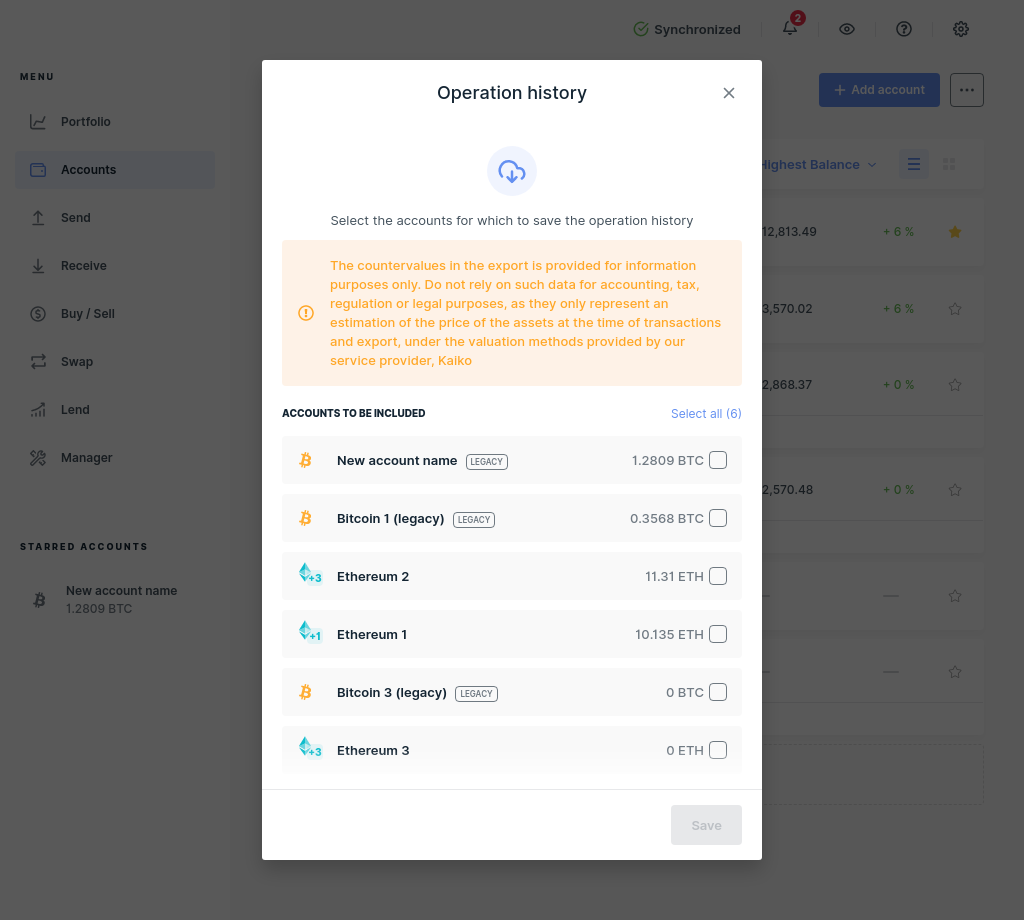 Synchronized
2
MENU
Portfolio
Accounts
Send
Receive
Buy / Sell
Swap
Lend
Manager
STARRED ACCOUNTS
New account name
1.2809 BTC
+ Add account
Highest Balance
12,813.49
+ 6 %
3,570.02
+ 6 %
2,868.37
+ 0 %
2,570.48
+ 0 %
—
—
—
—
Operation history
Select the accounts for which to save the operation history
The countervalues in the export is provided for information
purposes only. Do not rely on such data for accounting, tax,
regulation or legal purposes, as they only represent an
estimation of the price of the assets at the time of transactions
and export, under the valuation methods provided by our
service provider, Kaiko
ACCOUNTS TO BE INCLUDED
Select all (6)
New account name LEGACY 1.2809 BTC
Bitcoin 1 (legacy) LEGACY 0.3568 BTC
+3 Ethereum 2 11.31 ETH
+1 Ethereum 1 10.135 ETH
Bitcoin 3 (legacy) LEGACY 0 BTC
+3 Ethereum 3 0 ETH
Save